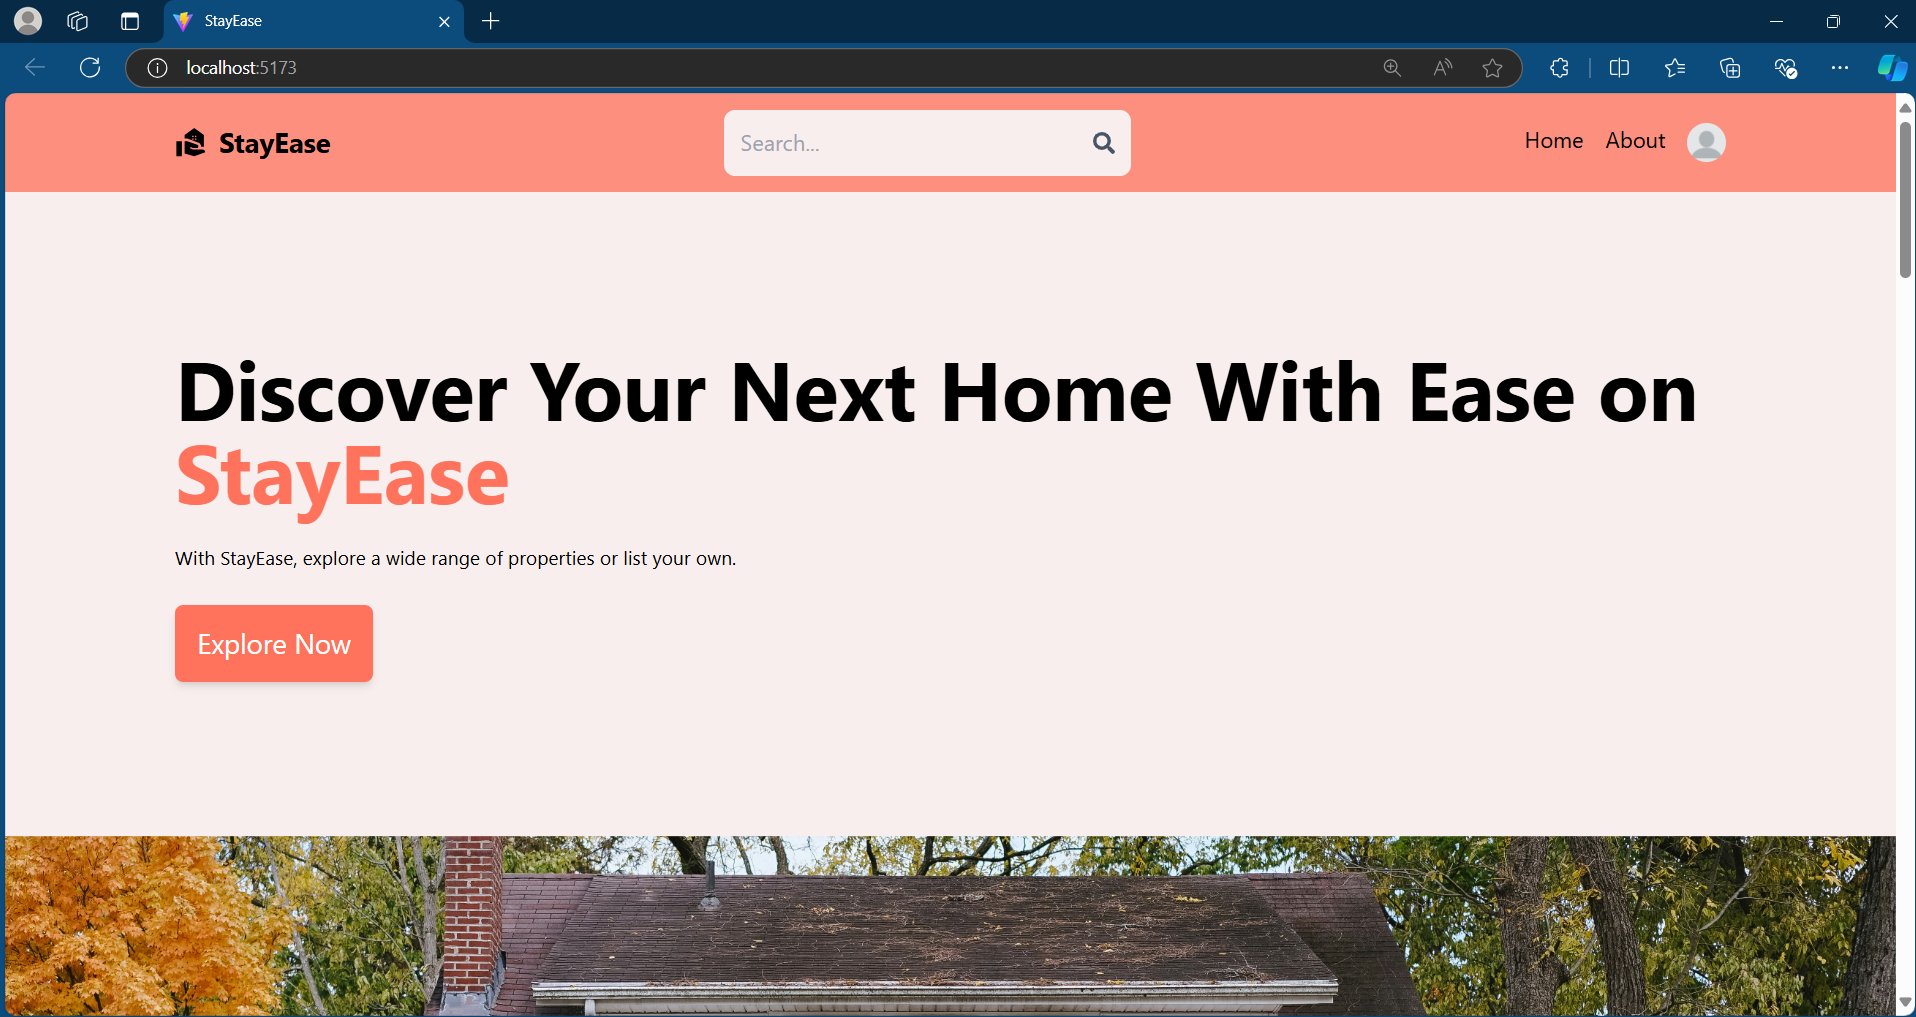 StayEase
localhost:5173
StayEase
Search...
Home
About
Discover Your Next Home With Ease on
StayEase
With StayEase, explore a wide range of properties or list your own.
Explore Now